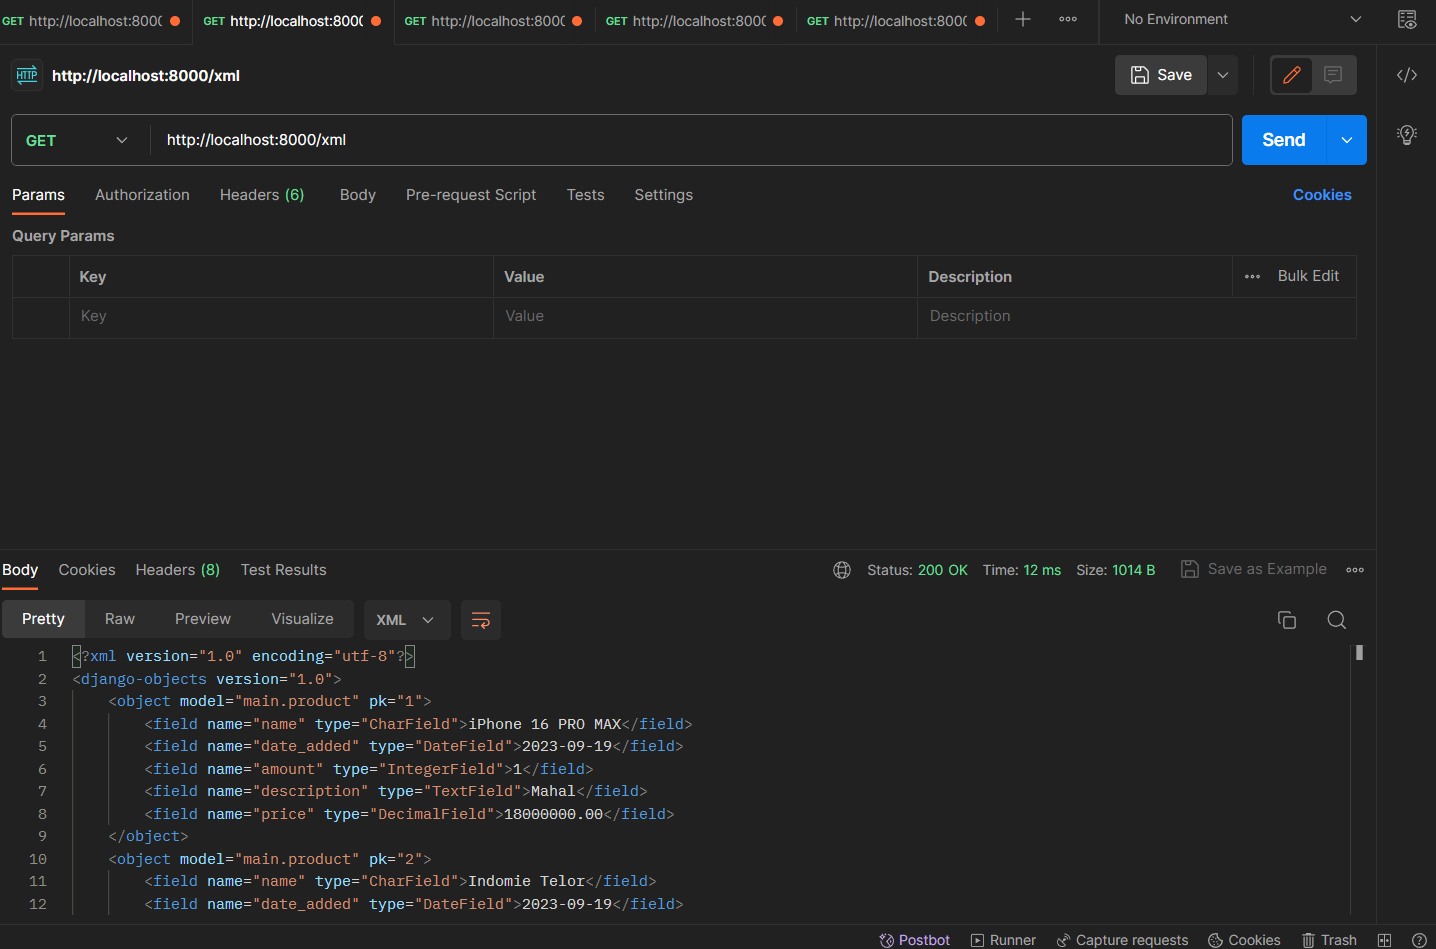 GET http://localhost:8000 GET http://localhost:8000 GET http://localhost:8000 GET http://localhost:8000 GET http://localhost:8000 No Environment
HTTP http://localhost:8000/xml Save
GET http://localhost:8000/xml Send
Params Authorization Headers (6) Body Pre-request Script Tests Settings Cookies
Query Params
Key Value Description Bulk Edit
Key Value Description
Body Cookies Headers (8) Test Results Status: 200 OK Time: 12 ms Size: 1014 B Save as Example
Pretty Raw Preview Visualize XML
1 <?xml version="1.0" encoding="utf-8"?>
2 <django-objects version="1.0">
3 <object model="main.product" pk="1">
4 <field name="name" type="CharField">iPhone 16 PRO MAX</field>
5 <field name="date_added" type="DateField">2023-09-19</field>
6 <field name="amount" type="IntegerField">1</field>
7 <field name="description" type="TextField">Mahal</field>
8 <field name="price" type="DecimalField">18000000.00</field>
9 </object>
10 <object model="main.product" pk="2">
11 <field name="name" type="CharField">Indomie Telor</field>
12 <field name="date_added" type="DateField">2023-09-19</field>
Postbot Runner Capture requests Cookies Trash